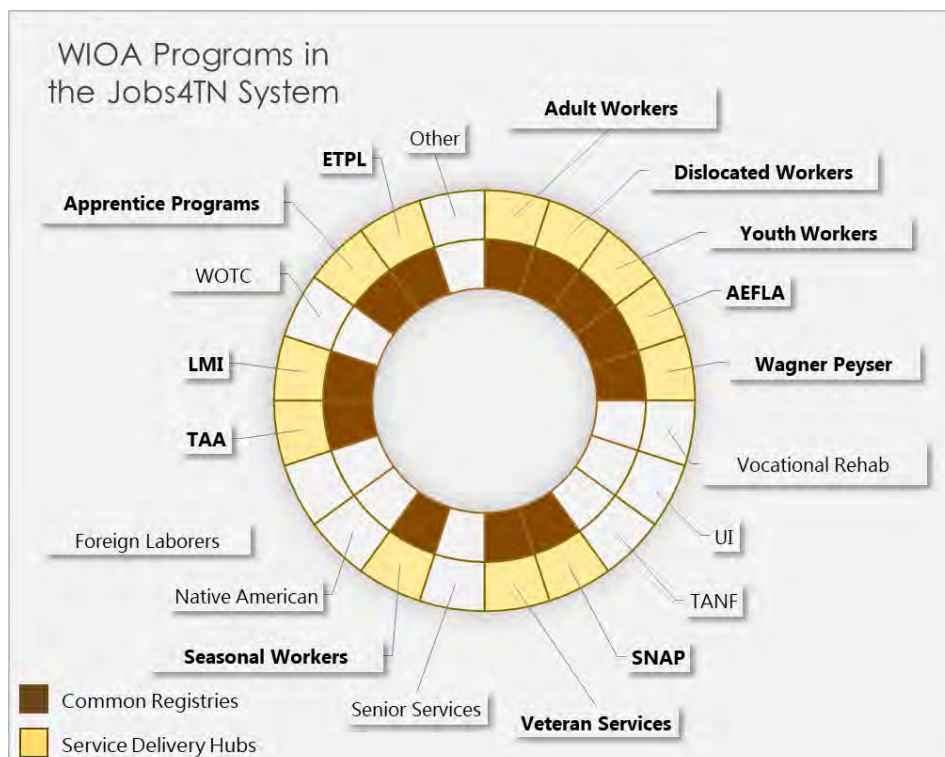 WIOA Programs in
the Jobs4TN System
Other
Adult Workers
ETPL
Dislocated Workers
Apprentice Programs
Youth Workers
WOTC
AEFLA
LMI
Wagner Peyser
TAA
Vocational Rehab
Foreign Laborers
UI
Native American
TANF
Seasonal Workers
SNAP
Senior Services
Veteran Services
Common Registries
Service Delivery Hubs